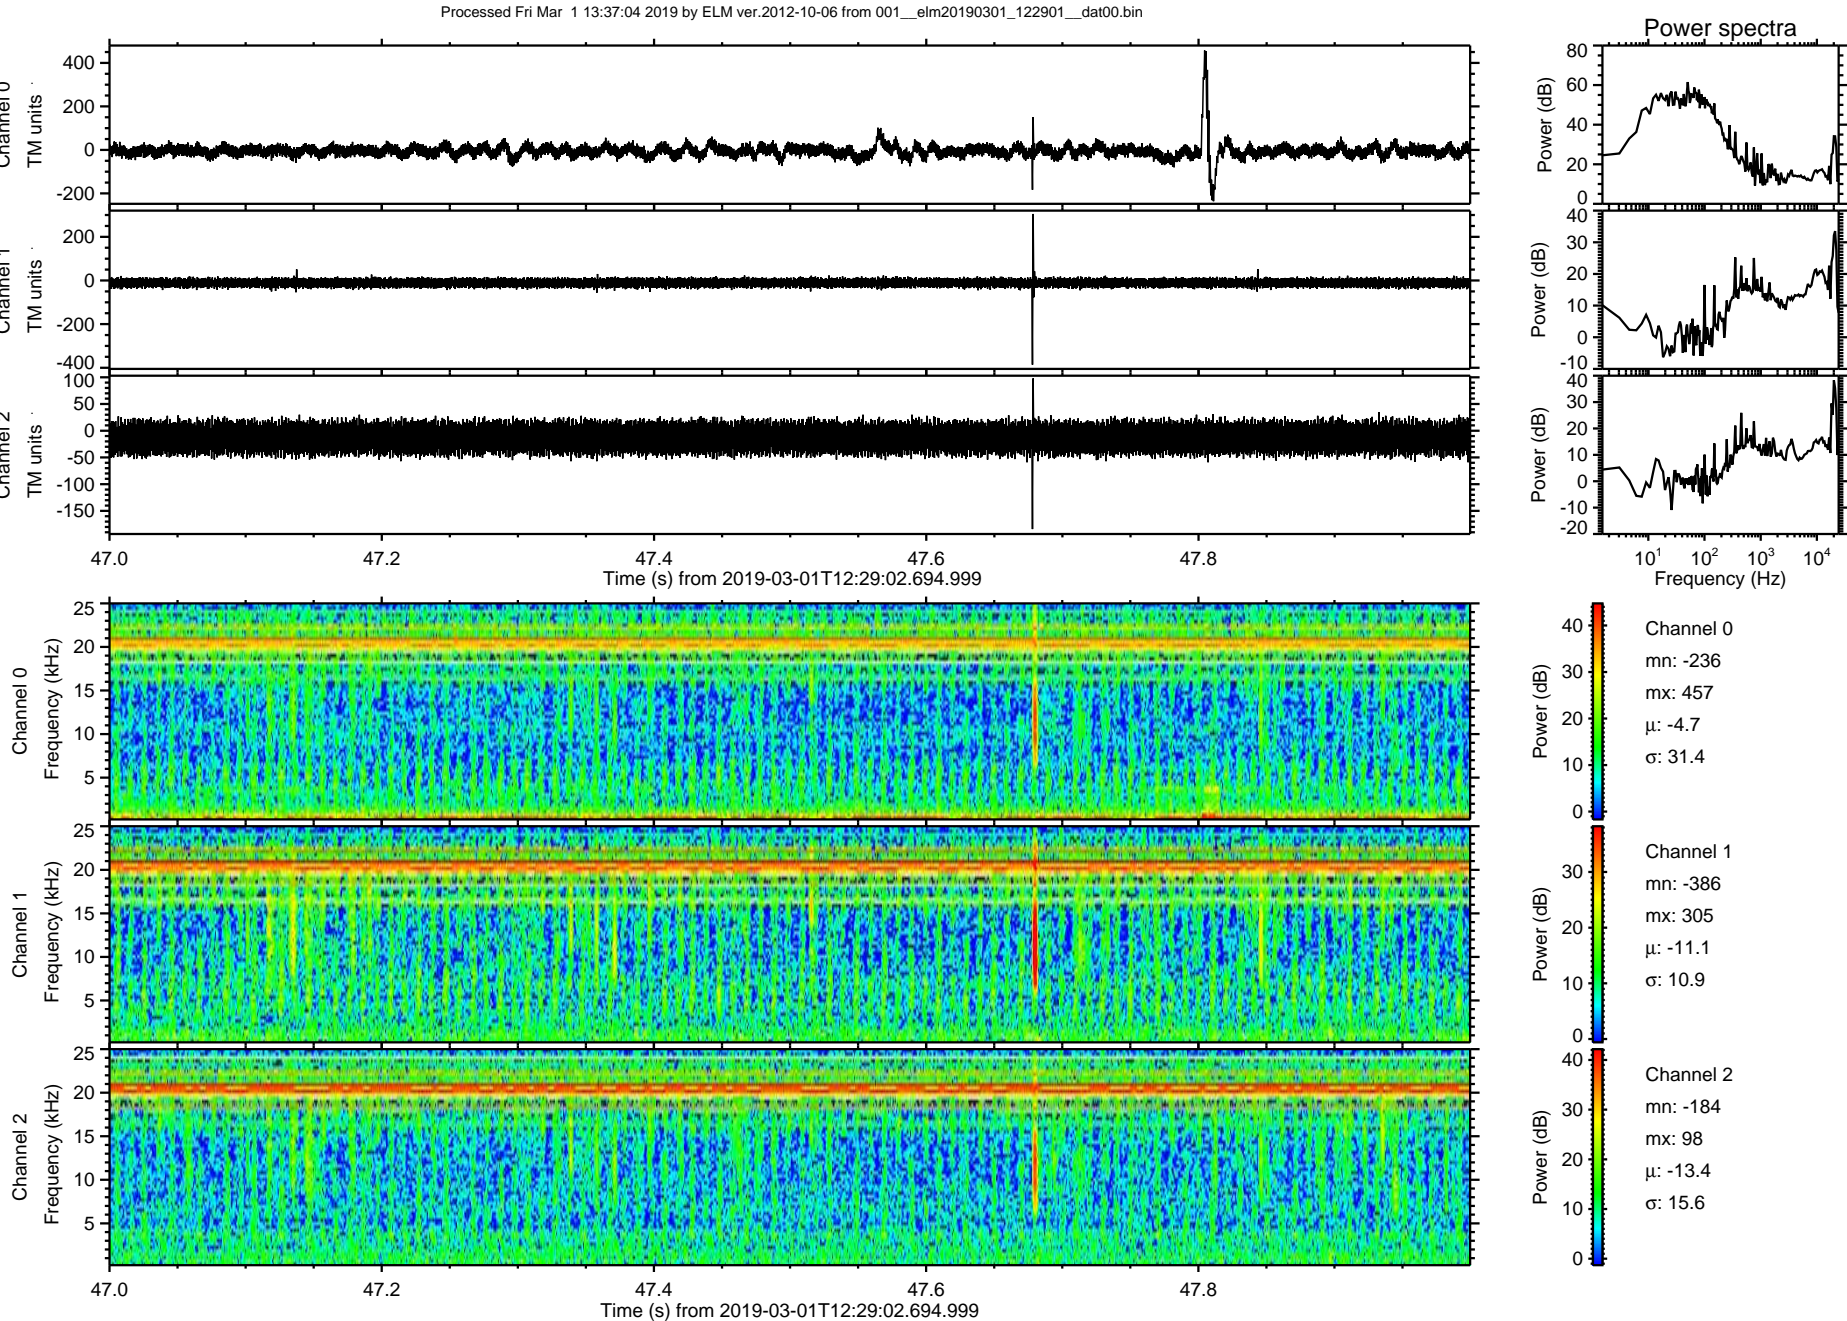 Processed Fri Mar  1 13:37:04 2019 by ELM ver.2012-10-06 from 001__elm20190301_122901__dat00.bin
Power spectra
Channel 0
TM units
400
200
0
-200
Power (dB)
80
60
40
20
0
Channel 1
TM units
200
0
-200
-400
Power (dB)
40
30
20
10
0
-10
Channel 2
TM units
100
50
0
-50
-100
-150
Power (dB)
40
30
20
10
0
-10
-20
47.0 47.2 47.4 47.6 47.8
Time (s) from 2019-03-01T12:29:02.694.999
10¹ 10² 10³ 10⁴
Frequency (Hz)
Channel 0
Frequency (kHz)
25
20
15
10
5
Power (dB)
40
30
20
10
0
Channel 0
mn: -236
mx: 457
μ: -4.7
σ: 31.4
Channel 1
Frequency (kHz)
25
20
15
10
5
Power (dB)
30
20
10
0
Channel 1
mn: -386
mx: 305
μ: -11.1
σ: 10.9
Channel 2
Frequency (kHz)
25
20
15
10
5
Power (dB)
40
30
20
10
0
Channel 2
mn: -184
mx: 98
μ: -13.4
σ: 15.6
47.0 47.2 47.4 47.6 47.8
Time (s) from 2019-03-01T12:29:02.694.999